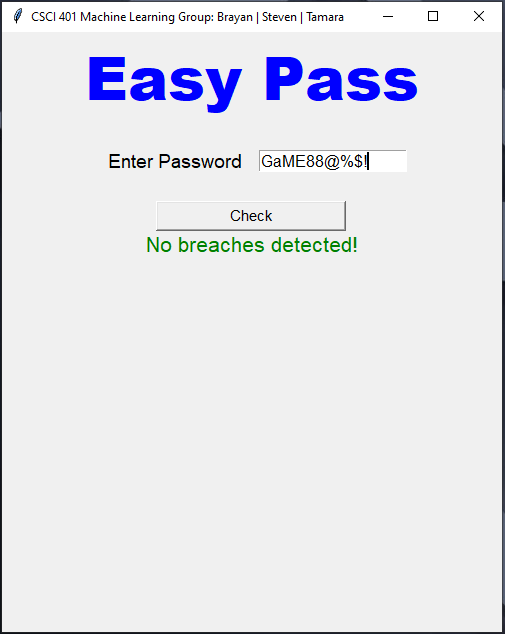 CSCI 401 Machine Learning Group: Brayan | Steven | Tamara
Easy Pass
Enter Password GaME88@%$!
Check
No breaches detected!